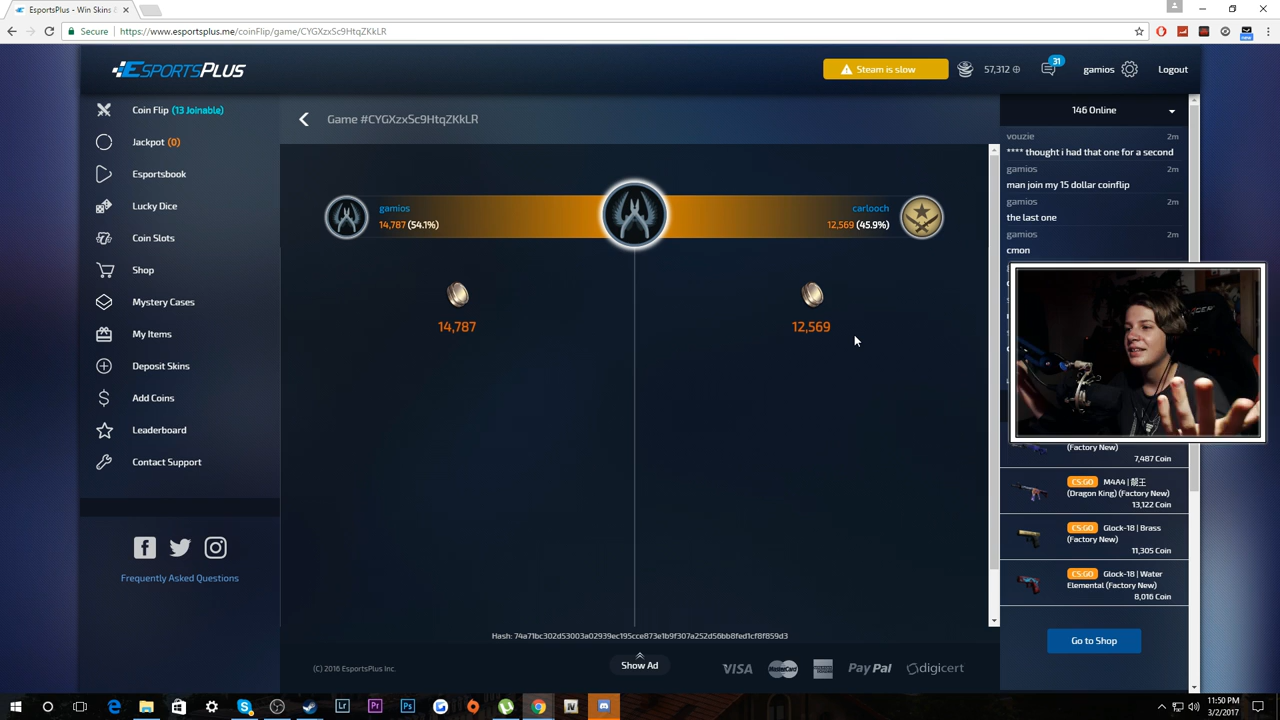 EsportsPlus - Win Skins &
Secure
https://www.esportsplus.me/coinFlip/game/CYGXzxSc9HtqZKkLR
new
ESPORTSPLUS
Steam is slow
57,312
31
gamios
Logout
Coin Flip (13 Joinable)
Jackpot (0)
Esportsbook
Lucky Dice
Coin Slots
Shop
Mystery Cases
My Items
Deposit Skins
Add Coins
Leaderboard
Contact Support
Frequently Asked Questions
Game #CYGXzxSc9HtqZKkLR
gamios
14,787 (54.1%)
carlooch
12,569 (45.9%)
14,787
12,569
Hash: 74a71bc302d53003a02939ec195cce873e1b9f307a252d56bb8fed1cf8f859d3
(C) 2016 EsportsPlus Inc.
Show Ad
VISA
MasterCard
PayPal
digicert
146 Online
vouzie
2m
**** thought i had that one for a second
gamios
2m
man join my 15 dollar coinflip
gamios
2m
the last one
gamios
2m
cmon
(Factory New)
7,487 Coin
CS:GO M4A4 | 龍王
(Dragon King) (Factory New)
13,122 Coin
CS:GO Glock-18 | Brass
(Factory New)
11,305 Coin
CS:GO Glock-18 | Water
Elemental (Factory New)
8,016 Coin
Go to Shop
11:50 PM
3/2/2017